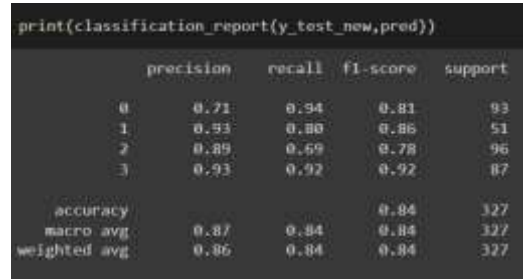 print(classification_report(y_test_new,pred))
precision recall f1-score support
0 0.71 0.94 0.81 93
1 0.93 0.80 0.86 51
2 0.89 0.69 0.78 96
3 0.93 0.92 0.92 87
accuracy 0.84 327
macro avg 0.87 0.84 0.84 327
weighted avg 0.86 0.84 0.84 327